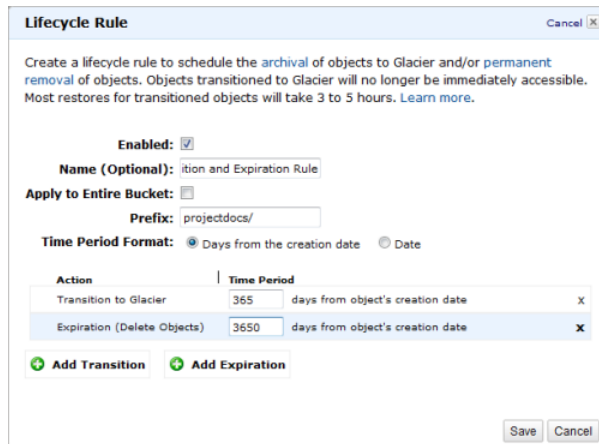 Lifecycle Rule
Cancel x
Create a lifecycle rule to schedule the archival of objects to Glacier and/or permanent
removal of objects. Objects transitioned to Glacier will no longer be immediately accessible.
Most restores for transitioned objects will take 3 to 5 hours. Learn more.
Enabled:
Name (Optional): ition and Expiration Rule
Apply to Entire Bucket:
Prefix: projectdocs/
Time Period Format: Days from the creation date Date
Action Time Period
Transition to Glacier 365 days from object's creation date x
Expiration (Delete Objects) 3650 days from object's creation date x
Add Transition Add Expiration
Save Cancel